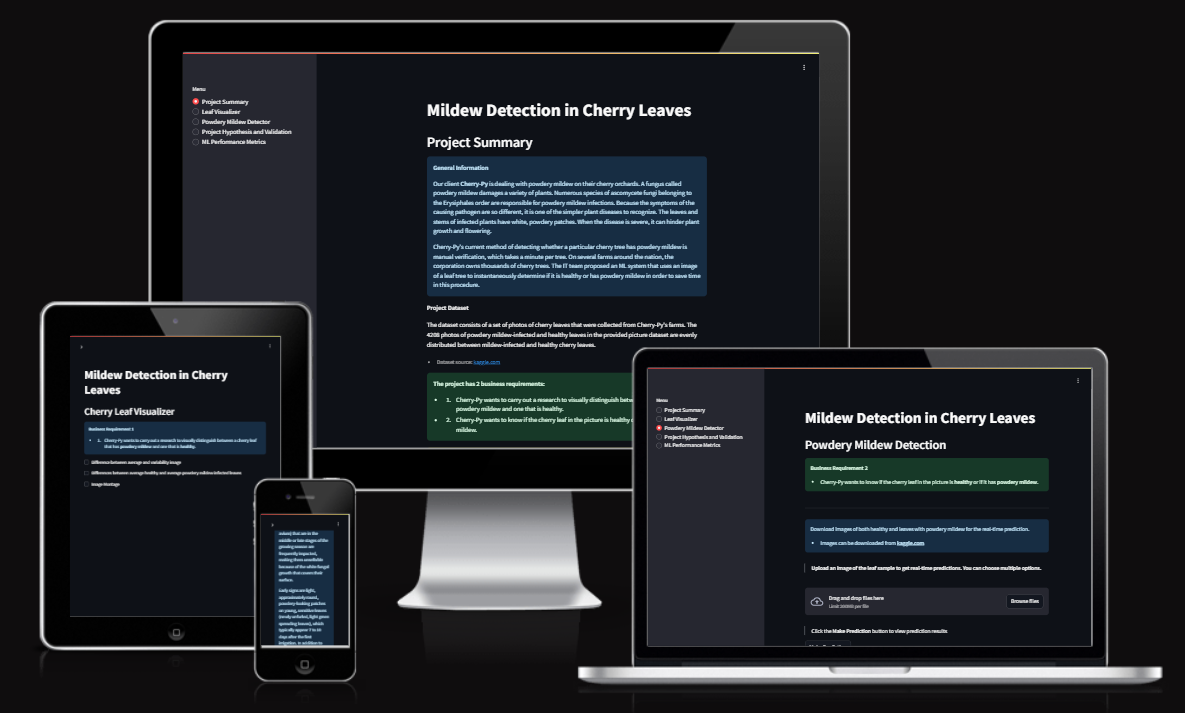 Menu
Project Summary
Leaf Visualizer
Powdery Mildew Detector
Project Hypothesis and Validation
ML Performance Metrics
Mildew Detection in Cherry Leaves
Project Summary
General Information
Our client Cherry-Py is dealing with powdery mildew on their cherry orchards. A fungus called
powdery mildew damages a variety of plants. Numerous species of ascomycete fungi belonging to
the Erysiphales order are responsible for powdery mildew infections. Because the symptoms of the
causing pathogen are so different, it is one of the simpler plant diseases to recognize. The leaves and
stems of infected plants have white, powdery patches. When the disease is severe, it can hinder plant
growth and flowering.
Cherry-Py's current method of detecting whether a particular cherry tree has powdery mildew is
manual verification, which takes a minute per tree. On several farms around the nation, the
corporation owns thousands of cherry trees. The IT team proposed an ML system that uses an image
of a leaf tree to instantaneously determine if it is healthy or has powdery mildew in order to save time
in this procedure.
Project Dataset
The dataset consists of a set of photos of cherry leaves that were collected from Cherry-Py's farms. The
4208 photos of powdery mildew-infected and healthy leaves in the provided picture dataset are evenly
distributed between mildew-infected and healthy cherry leaves.
Dataset source: kaggle.com
The project has 2 business requirements:
1. Cherry-Py wants to carry out a research to visually distinguish
powdery mildew and one that is healthy.
2. Cherry-Py wants to know if the cherry leaf in the picture is healthy
mildew.
Mildew Detection in Cherry
Leaves
Cherry Leaf Visualizer
Business Requirement 1
1. Cherry-Py wants to carry out a research to visually distinguish between a cherry leaf
that has powdery mildew and one that is healthy.
Difference between average and variability image
Differences between average healthy and average powdery mildew infected leaves
Image Montage
that are in the
middle or late stages of the
growing season are
frequently impacted,
making them unreliable
because of the white fungal
growth that covers their
surface.
Early signs are light,
approximately round,
powdery-looking patches
on young, sensitive leaves
(newly unfurled, light green
leaves), which
typically appear 7 to 10
days after the first
irrigation. In addition to
Menu
Project Summary
Leaf Visualizer
Powdery Mildew Detector
Project Hypothesis and Validation
ML Performance Metrics
Mildew Detection in Cherry Leaves
Powdery Mildew Detection
Business Requirement 2
Cherry-Py wants to know if the cherry leaf in the picture is healthy or if it has powdery mildew.
Download images of both healthy and leaves with powdery mildew for the real-time prediction.
Images can be downloaded from kaggle.com
Upload an image of the leaf sample to get real-time predictions. You can choose multiple options.
Drag and drop files here
Limit 200MB per file
Browse files
Click the Make Prediction button to view prediction results